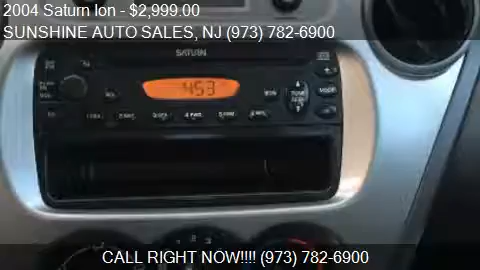 2004 Saturn Ion - $2,999.00
SUNSHINE AUTO SALES, NJ (973) 782-6900
SATURN
453
MODE
CALL RIGHT NOW!!!! (973) 782-6900